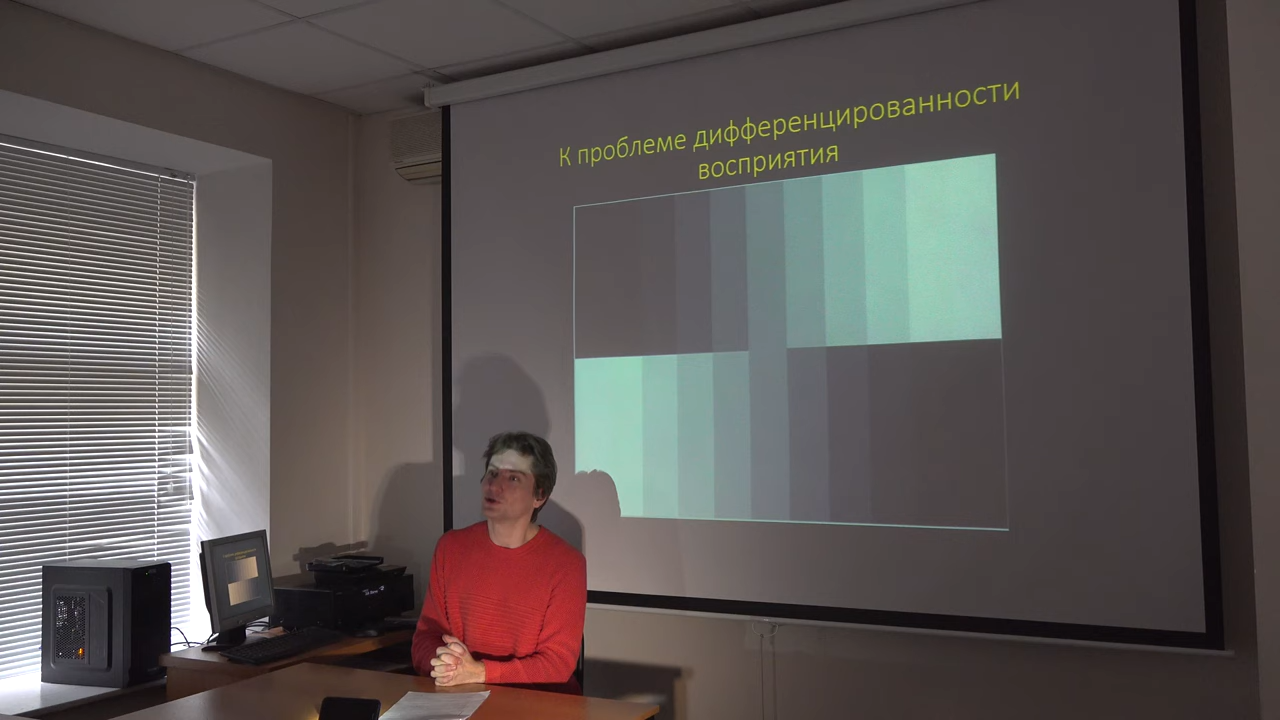 К проблеме дифференцированности
восприятия